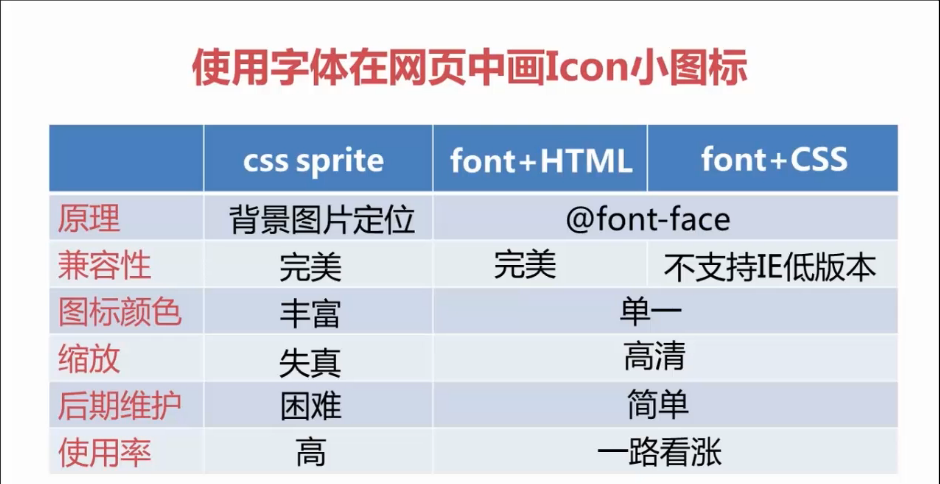 使用字体在网页中画Icon小图标
css sprite font+HTML font+CSS
原理 背景图片定位 @font-face
兼容性 完美 完美 不支持IE低版本
图标颜色 丰富 单一
缩放 失真 高清
后期维护 困难 简单
使用率 高 一路看涨